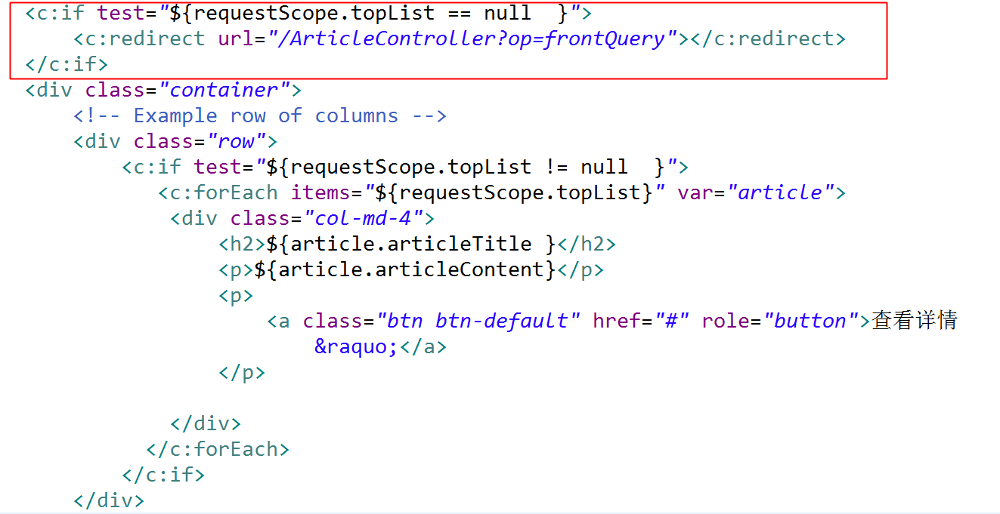 <c:if test="${requestScope.topList == null  }">
    <c:redirect url="/ArticleController?op=frontQuery"></c:redirect>
</c:if>
<div class="container">
    <!-- Example row of columns -->
    <div class="row">
        <c:if test="${requestScope.topList != null  }">
           <c:forEach items="${requestScope.topList}" var="article">
            <div class="col-md-4">
                <h2>${article.articleTitle }</h2>
                <p>${article.articleContent}</p>
                <p>
                    <a class="btn btn-default" href="#" role="button">查看详情
                        &raquo;</a>
                </p>

            </div>
          </c:forEach>
        </c:if>
    </div>